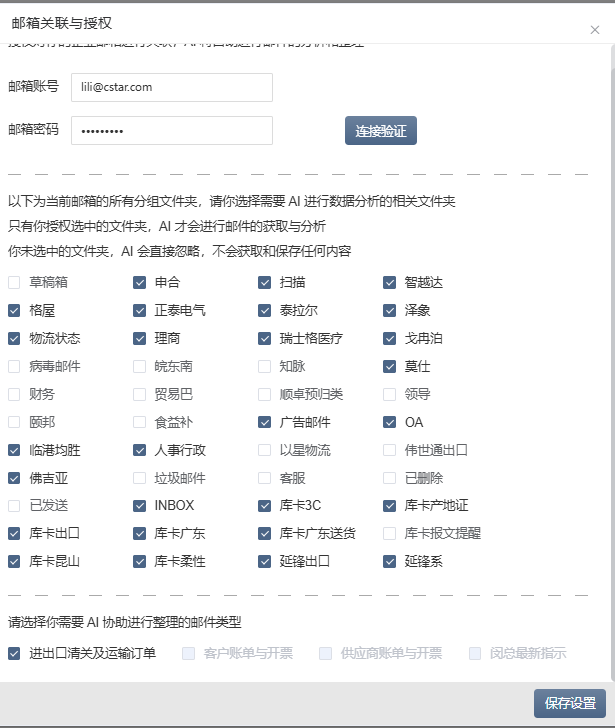 邮箱关联与授权
×
邮箱账号 lili@cstar.com
邮箱密码 ••••••••• 连接验证
以下为当前邮箱的所有分组文件夹，请你选择需要 AI 进行数据分析的相关文件夹
只有你授权选中的文件夹，AI 才会进行邮件的获取与分析
你未选中的文件夹，AI 会直接忽略，不会获取和保存任何内容
草稿箱 申合 扫描 智越达
格屋 正泰电气 泰拉尔 泽象
物流状态 理商 瑞士格医疗 戈冉泊
病毒邮件 皖东南 知脉 莫仕
财务 贸易巴 顺卓预归类 领导
颐邦 食益补 广告邮件 OA
临港均胜 人事行政 以星物流 伟世通出口
佛吉亚 垃圾邮件 客服 已删除
已发送 INBOX 库卡3C 库卡产地证
库卡出口 库卡广东 库卡广东送货 库卡报文提醒
库卡昆山 库卡柔性 延锋出口 延锋系
请选择你需要 AI 协助进行整理的邮件类型
进出口清关及运输订单 客户账单与开票 供应商账单与开票 闵总最新指示
保存设置